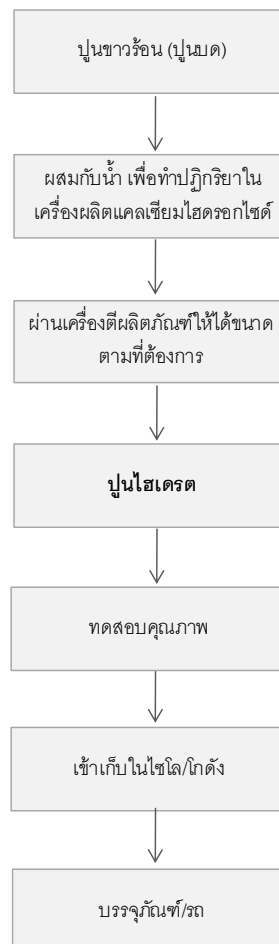 ปูนขาวร้อน (ปูนบด)
ผสมกับน้ำ เพื่อทำปฏิกริยาใน
เครื่องผลิตแคลเซียมไฮดรอกไซด์
ผ่านเครื่องตีผลิตภัณฑ์ให้ได้ขนาด
ตามที่ต้องการ
ปูนไฮเดรต
ทดสอบคุณภาพ
เข้าเก็บในไซโล/โกดัง
บรรจุภัณฑ์/รถ